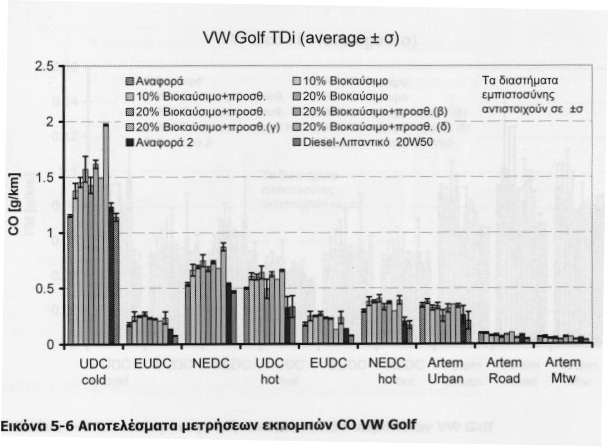 VW Golf TDi (average ± σ)
2.5
2
1.5
1
0.5
0
CO [g/km]
Αναφορά
10% Βιοκαύσιμο
10% Βιοκαύσιμο+προσθ.
20% Βιοκαύσιμο
20% Βιοκαύσιμο+προσθ.
20% Βιοκαύσιμο+προσθ.(β)
20% Βιοκαύσιμο+προσθ.(γ)
20% Βιοκαύσιμο+προσθ. (δ)
Αναφορά 2
Diesel-Λιπαντικό 20W50
Τα διαστήματα
εμπιστοσύνης
αντιστοιχούν σε ±σ
UDC EUDC NEDC UDC EUDC NEDC Artem Artem Artem
cold hot hot Urban Road Mtw
Εικόνα 5-6 Αποτελέσματα μετρήσεων εκπομπών CO VW Golf